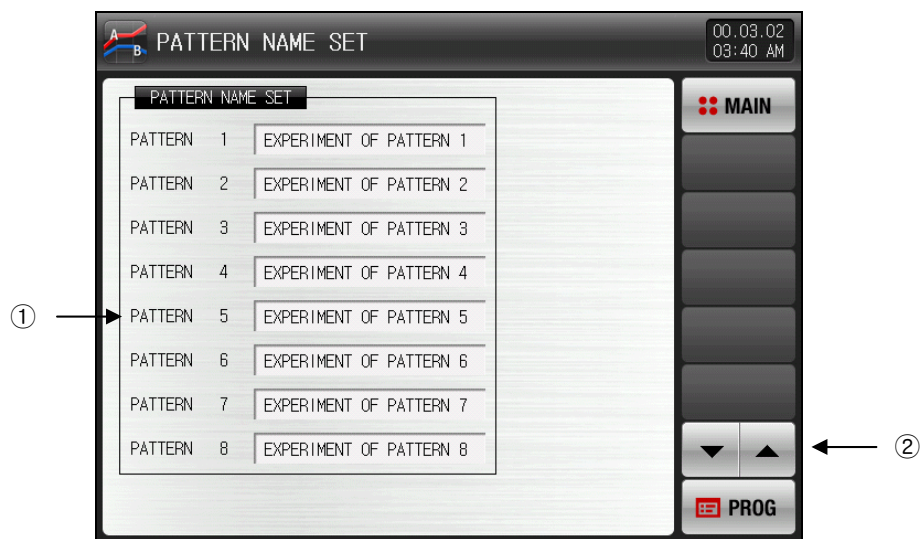 A B PATTERN NAME SET 00.03.02
03:40 AM
PATTERN NAME SET
MAIN
PATTERN 1 EXPERIMENT OF PATTERN 1
PATTERN 2 EXPERIMENT OF PATTERN 2
PATTERN 3 EXPERIMENT OF PATTERN 3
PATTERN 4 EXPERIMENT OF PATTERN 4
① PATTERN 5 EXPERIMENT OF PATTERN 5
PATTERN 6 EXPERIMENT OF PATTERN 6
PATTERN 7 EXPERIMENT OF PATTERN 7
PATTERN 8 EXPERIMENT OF PATTERN 8
②
PROG